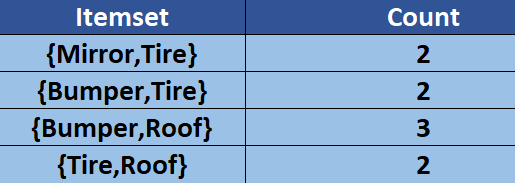 Itemset Count
{Mirror,Tire} 2
{Bumper,Tire} 2
{Bumper,Roof} 3
{Tire,Roof} 2